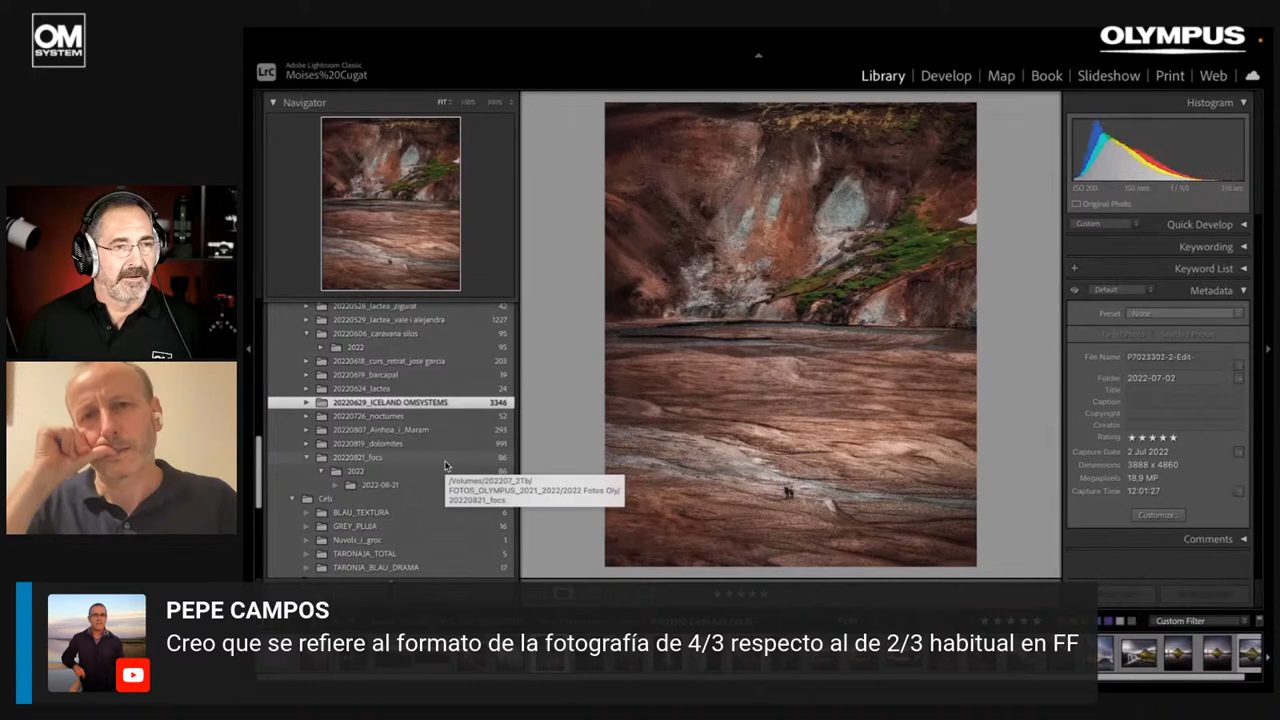 OM
SYSTEM
OLYMPUS
LrC
Adobe Lightroom Classic
Moises%20Cugat
Library | Develop | Map | Book | Slideshow | Print | Web
Navigator
FIT
100%
300%
20220528_lactea_zigurat 42
20220529_lactea_vale i alejandra 1227
20220606_caravana silos 95
2022 95
20220618_curs_retrat_jose garcia 203
20220619_barcapal 19
20220624_lactea 24
20220629_ICELAND OMSYSTEMS 3346
20220726_nocturnes 52
20220807_Ainhoa_i_Maram 293
20220819_dolomites 991
20220821_focs 86
2022 86
2022-08-21
/Volumes/202207_2Tb/
FOTOS_OLYMPUS_2021_2022/2022 Fotos Oly/
20220821_focs
Cels
BLAU_TEXTURA 6
GREY_PLUJA 16
Nuvols_i_groc 1
TARONJA_TOTAL 5
TARONJA_BLAU_DRAMA 17
Histogram
ISO 200 150 mm f / 9,0
Original Photo
Custom
Quick Develop
Keywording
Keyword List
Default
Metadata
Preset None
Target Photo Selected Photos
File Name P7023302-2-Edit-
Folder 2022-07-02
Title
Caption
Copyright
Creator
Rating ★★★★★
Capture Date 2 Jul 2022
Dimensions 3888 x 4860
Megapixels 18,9 MP
Capture Time 12:01:27
Customize...
Comments
Custom Filter
PEPE CAMPOS
Creo que se refiere al formato de la fotografía de 4/3 respecto al de 2/3 habitual en FF